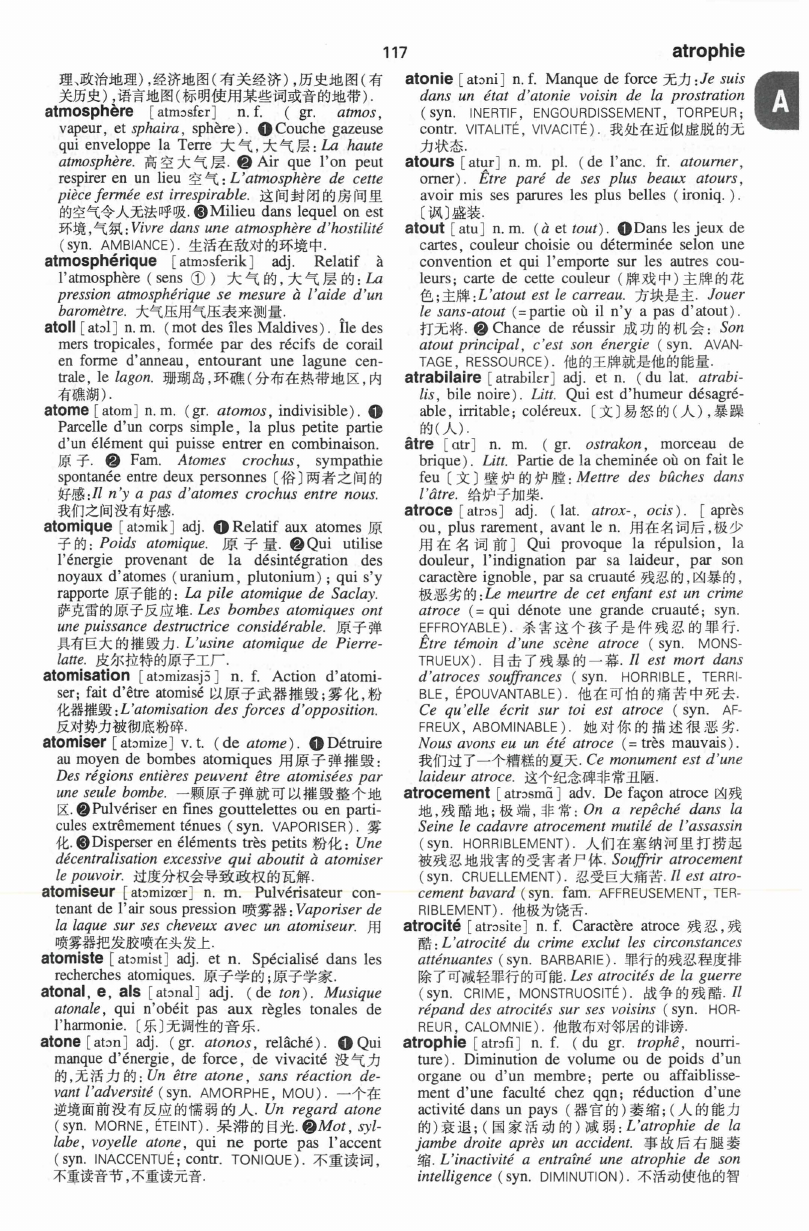 117
atrophie
A
理、政治地理),经济地图(有关经济),历史地图(有
关历史),语言地图(标明使用某些词或音的地带).
atmosphère [atmɔsfɛr] n. f. ( gr. atmos,
vapeur, et sphaira, sphère). ❶Couche gazeuse
qui enveloppe la Terre 大气,大气层: La haute
atmosphère. 高空大气层. ❷ Air que l'on peut
respirer en un lieu 空气: L'atmosphère de cette
pièce fermée est irrespirable. 这间封闭的房间里
的空气令人无法呼吸. ❸Milieu dans lequel on est
环境,气氛: Vivre dans une atmosphère d'hostilité
(syn. AMBIANCE). 生活在敌对的环境中.
atmosphérique [atmɔsferik] adj. Relatif à
l'atmosphère (sens ①) 大气的,大气层的: La
pression atmosphérique se mesure à l'aide d'un
baromètre. 大气压用气压表来测量.
atoll [atɔl] n. m. (mot des îles Maldives). Île des
mers tropicales, formée par des récifs de corail
en forme d'anneau, entourant une lagune cen-
trale, le lagon. 珊瑚岛,环礁(分布在热带地区,内
有礁湖).
atome [atom] n. m. (gr. atomos, indivisible). ❶
Parcelle d'un corps simple, la plus petite partie
d'un élément qui puisse entrer en combinaison.
原子. ❷ Fam. Atomes crochus, sympathie
spontanée entre deux personnes 〔俗〕两者之间的
好感: Il n'y a pas d'atomes crochus entre nous.
我们之间没有好感.
atomique [atɔmik] adj. ❶Relatif aux atomes 原
子的: Poids atomique. 原子量. ❷Qui utilise
l'énergie provenant de la désintégration des
noyaux d'atomes (uranium, plutonium) ; qui s'y
rapporte 原子能的: La pile atomique de Saclay.
萨克雷的原子反应堆. Les bombes atomiques ont
une puissance destructrice considérable. 原子弹
具有巨大的摧毁力. L'usine atomique de Pierre-
latte. 皮尔拉特的原子工厂.
atomisation [atɔmizasjɔ̃] n. f. Action d'atomi-
ser; fait d'être atomisé 以原子武器摧毁;雾化,粉
化器摧毁: L'atomisation des forces d'opposition.
反对势力被彻底粉碎.
atomiser [atɔmize] v. t. (de atome). ❶Détruire
au moyen de bombes atomiques 用原子弹摧毁:
Des régions entières peuvent être atomisées par
une seule bombe. 一颗原子弹就可以摧毁整个地
区. ❷Pulvériser en fines gouttelettes ou en parti-
cules extrêmement ténues (syn. VAPORISER). 雾
化. ❸Disperser en éléments très petits 粉化: Une
décentralisation excessive qui aboutit à atomiser
le pouvoir. 过度分权会导致政权的瓦解.
atomiseur [atɔmizœr] n. m. Pulvérisateur con-
tenant de l'air sous pression 喷雾器: Vaporiser de
la laque sur ses cheveux avec un atomiseur. 用
喷雾器把发胶喷在头发上.
atomiste [atɔmist] adj. et n. Spécialisé dans les
recherches atomiques. 原子学的;原子学家.
atonal, e, als [atɔnal] adj. (de ton). Musique
atonale, qui n'obéit pas aux règles tonales de
l'harmonie. 〔乐〕无调性的音乐.
atone [atɔn] adj. (gr. atonos, relâché). ❶ Qui
manque d'énergie, de force, de vivacité 没气力
的,无活力的: Un être atone, sans réaction de-
vant l'adversité (syn. AMORPHE, MOU). 一个在
逆境面前没有反应的懦弱的人. Un regard atone
(syn. MORNE, ÉTEINT). 呆滞的目光. ❷Mot, syl-
labe, voyelle atone, qui ne porte pas l'accent
(syn. INACCENTUÉ; contr. TONIQUE). 不重读词,
不重读音节,不重读元音.
atonie [atɔni] n. f. Manque de force 无力: Je suis
dans un état d'atonie voisin de la prostration
(syn. INERTIF, ENGOURDISSEMENT, TORPEUR;
contr. VITALITÉ, VIVACITÉ). 我处在近似虚脱的无
力状态.
atours [atur] n. m. pl. (de l'anc. fr. atourner,
orner). Être paré de ses plus beaux atours,
avoir mis ses parures les plus belles (ironiq.).
〔讽〕盛装.
atout [atu] n. m. (à et tout). ❶Dans les jeux de
cartes, couleur choisie ou déterminée selon une
convention et qui l'emporte sur les autres cou-
leurs; carte de cette couleur (牌戏中)主牌的花
色;主牌: L'atout est le carreau. 方块是主. Jouer
le sans-atout (=partie où il n'y a pas d'atout).
打无将. ❷ Chance de réussir 成功的机会: Son
atout principal, c'est son énergie (syn. AVAN-
TAGE, RESSOURCE). 他的王牌就是他的能量.
atrabilaire [atrabilɛr] adj. et n. (du lat. atrabi-
lis, bile noire). Litt. Qui est d'humeur désagré-
able, irritable; coléreux. 〔文〕易怒的(人),暴躁
的(人).
âtre [ɑtr] n. m. ( gr. ostrakon, morceau de
brique). Litt. Partie de la cheminée où on fait le
feu 〔文〕壁炉的炉膛: Mettre des bûches dans
l'âtre. 给炉子加柴.
atroce [atrɔs] adj. (lat. atrox-, ocis). [ après
ou, plus rarement, avant le n. 用在名词后,极少
用在名词前] Qui provoque la répulsion, la
douleur, l'indignation par sa laideur, par son
caractère ignoble, par sa cruauté 残忍的,凶暴的,
极恶劣的: Le meurtre de cet enfant est un crime
atroce (= qui dénote une grande cruauté; syn.
EFFROYABLE). 杀害这个孩子是件残忍的罪行.
Être témoin d'une scène atroce (syn. MONS-
TRUEUX). 目击了残暴的一幕. Il est mort dans
d'atroces souffrances (syn. HORRIBLE, TERRI-
BLE, ÉPOUVANTABLE). 他在可怕的痛苦中死去.
Ce qu'elle écrit sur toi est atroce (syn. AF-
FREUX, ABOMINABLE). 她对你的描述很恶劣.
Nous avons eu un été atroce (= très mauvais).
我们过了一个糟糕的夏天. Ce monument est d'une
laideur atroce. 这个纪念碑非常丑陋.
atrocement [atrɔsmɑ̃] adv. De façon atroce 凶残
地,残酷地;极端,非常: On a repêché dans la
Seine le cadavre atrocement mutilé de l'assassin
(syn. HORRIBLEMENT). 人们在塞纳河里打捞起
被残忍地戕害的受害者尸体. Souffrir atrocement
(syn. CRUELLEMENT). 忍受巨大痛苦. Il est atro-
cement bavard (syn. fam. AFFREUSEMENT, TER-
RIBLEMENT). 他极为饶舌.
atrocité [atrɔsite] n. f. Caractère atroce 残忍,残
酷: L'atrocité du crime exclut les circonstances
atténuantes (syn. BARBARIE). 罪行的残忍程度排
除了可减轻罪行的可能. Les atrocités de la guerre
(syn. CRIME, MONSTRUOSITÉ). 战争的残酷. Il
répand des atrocités sur ses voisins (syn. HOR-
REUR, CALOMNIE). 他散布对邻居的诽谤.
atrophie [atrɔfi] n. f. (du gr. trophê, nourri-
ture). Diminution de volume ou de poids d'un
organe ou d'un membre; perte ou affaiblisse-
ment d'une faculté chez qqn; réduction d'une
activité dans un pays (器官的)萎缩;(人的能力
的)衰退;(国家活动的)减弱: L'atrophie de la
jambe droite après un accident. 事故后右腿萎
缩. L'inactivité a entraîné une atrophie de son
intelligence (syn. DIMINUTION). 不活动使他的智